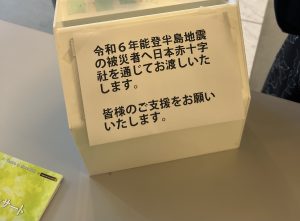 令和６年能登半島地震
の被災者へ日本赤十字
社を通じてお渡しいた
します。
皆様のご支援をお願い
いたします。